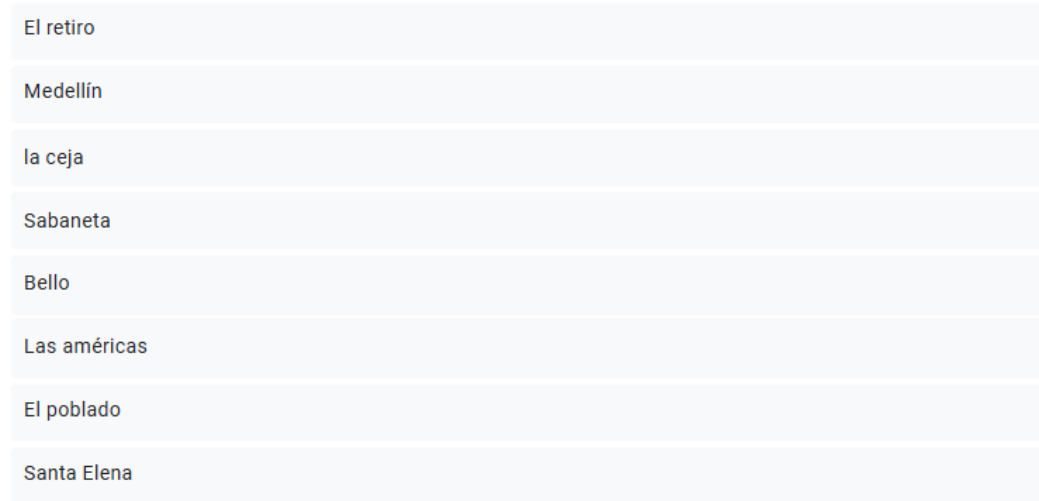 El retiro
Medellín
la ceja
Sabaneta
Bello
Las américas
El poblado
Santa Elena